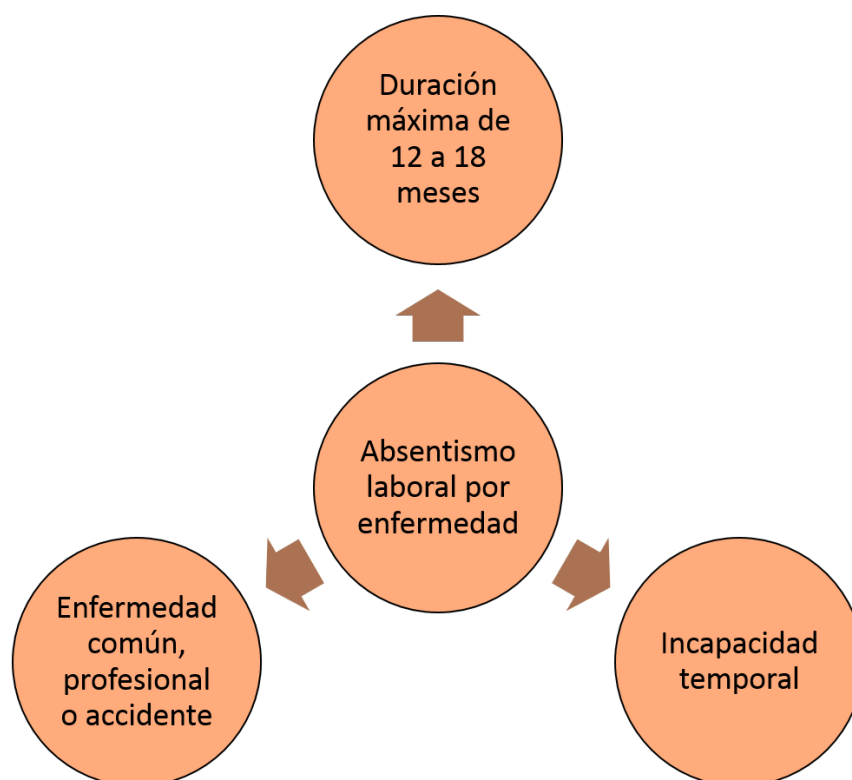 Duración
máxima de
12 a 18
meses
Absentismo
laboral por
enfermedad
Enfermedad
común,
profesional
o accidente
Incapacidad
temporal